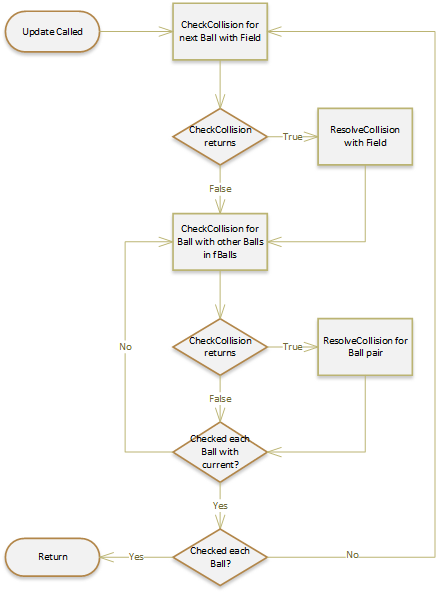 Update Called
CheckCollision for
next Ball with Field
CheckCollision
returns
True
ResolveCollision
with Field
False
CheckCollision for
Ball with other Balls
in fBalls
No
CheckCollision
returns
True
ResolveCollision for
Ball pair
False
Checked each
Ball with
current?
Yes
Return
Yes
Checked each
Ball?
No